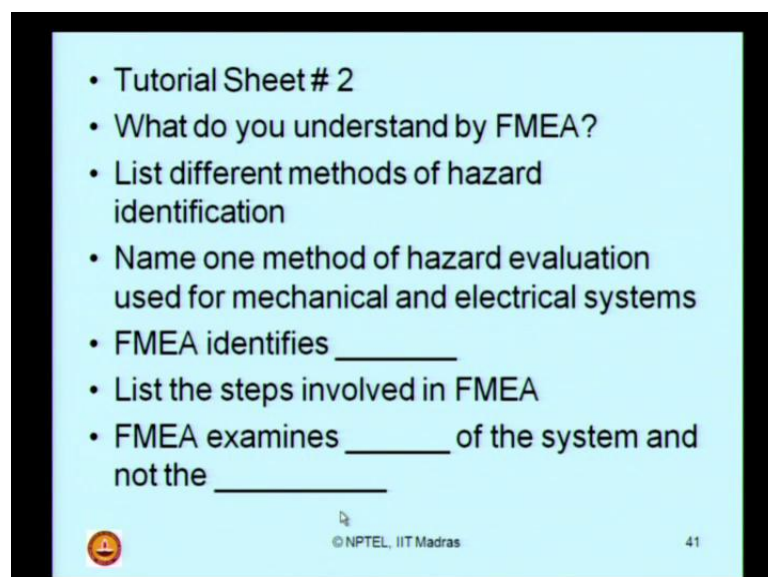 • Tutorial Sheet # 2
• What do you understand by FMEA?
• List different methods of hazard
identification
• Name one method of hazard evaluation
used for mechanical and electrical systems
• FMEA identifies _______
• List the steps involved in FMEA
• FMEA examines ______ of the system and
not the __________
© NPTEL, IIT Madras 41